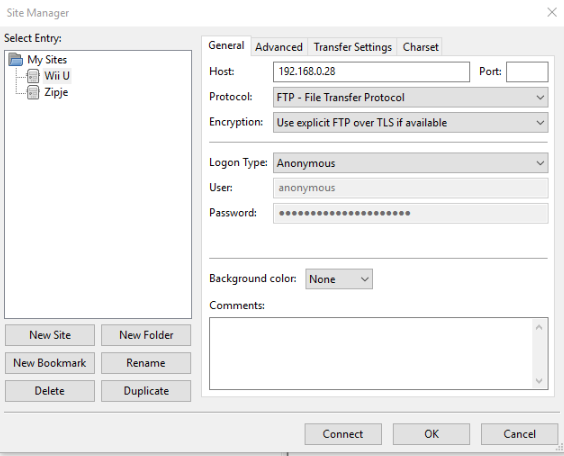 Site Manager
Select Entry:
My Sites
Wii U
Zipje
New Site
New Folder
New Bookmark
Rename
Delete
Duplicate
General
Advanced
Transfer Settings
Charset
Host:
192.168.0.28
Port:
Protocol:
FTP - File Transfer Protocol
Encryption:
Use explicit FTP over TLS if available
Logon Type:
Anonymous
User:
anonymous
Password:
●●●●●●●●●●●●●●●●●●●●●
Background color:
None
Comments:
Connect
OK
Cancel